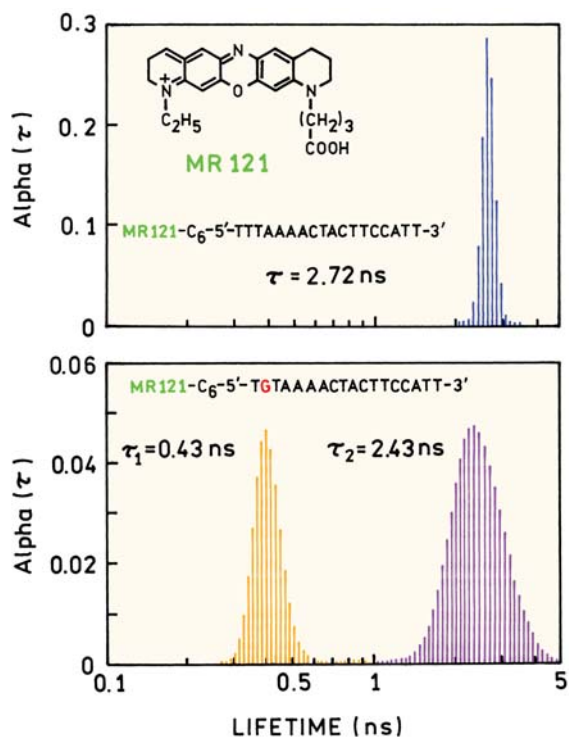 Alpha (τ)
0.3
0.2
0.1
0
N
N
+
O
N
C₂H₅
(CH₂)₃
COOH
MR 121
MR121-C₆-5′-TTTAAAACTACTTCCATT-3′
τ = 2.72 ns
1
Alpha (τ)
0.06
0.04
0.02
0
MR121-C₆-5′-TGTAAAACTACTTCCATT-3′
τ₁=0.43 ns
τ₂=2.43 ns
0.1
0.5
1
5
LIFETIME (ns)